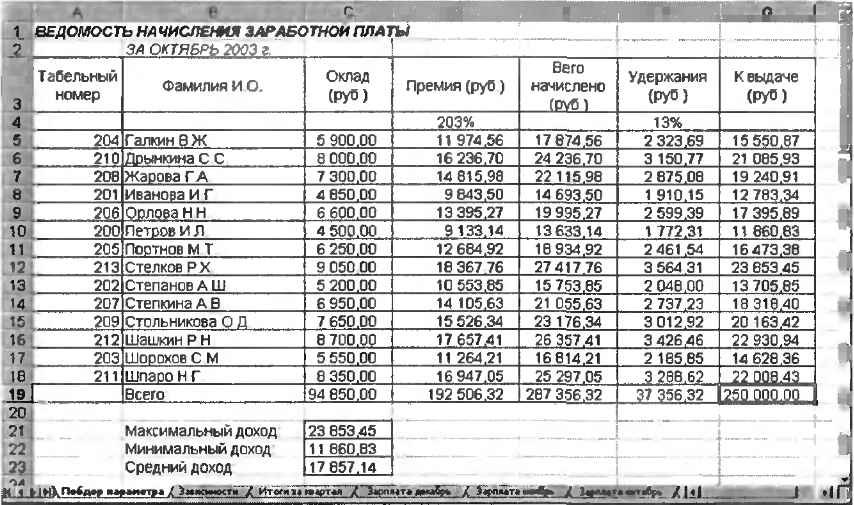 A B C G
1 ВЕДОМОСТЬ НАЧИСЛЕНИЯ ЗАРАБОТНОЙ ПЛАТЫ
2 ЗА ОКТЯБРЬ 2003 г.
3 Табельный номер Фамилия И.О. Оклад (руб) Премия (руб) Вего начислено (руб) Удержания (руб) К выдаче (руб)
4 203% 13%
5 204 Галкин В Ж 5 900,00 11 974,56 17 874,56 2 323,69 15 550,87
6 210 Дрынкина С С 8 000,00 16 236,70 24 236,70 3 150,77 21 085,93
7 208 Жарова Г А 7 300,00 14 815,98 22 115,98 2 875,08 19 240,91
8 201 Иванова И Г 4 850,00 9 843,50 14 693,50 1 910,15 12 783,34
9 206 Орлова Н Н 6 600,00 13 395,27 19 995,27 2 599,39 17 395,89
10 200 Петров И Л 4 500,00 9 133,14 13 633,14 1 772,31 11 860,83
11 205 Портнов М Т 6 250,00 12 684,92 18 934,92 2 461,54 16 473,38
12 213 Стелков Р Х 9 050,00 18 367,76 27 417,76 3 564,31 23 853,45
13 202 Степанов А Ш 5 200,00 10 553,85 15 753,85 2 048,00 13 705,85
14 207 Степкина А В 6 950,00 14 105,63 21 055,63 2 737,23 18 318,40
15 209 Стольникова О Д 7 650,00 15 526,34 23 176,34 3 012,92 20 163,42
16 212 Шашкин Р Н 8 700,00 17 657,41 26 357,41 3 426,46 22 930,94
17 203 Шорохов С М 5 550,00 11 264,21 16 814,21 2 185,85 14 628,36
18 211 Шпаро Н Г 8 350,00 16 947,05 25 297,05 3 288,62 22 008,43
19 Всего 94 850,00 192 506,32 287 356,32 37 356,32 250 000,00
20
21 Максимальный доход 23 853,45
22 Минимальный доход 11 860,83
23 Средний доход 17 857,14
24
Побдор параметра Зависимости Итоги за квартал Зарплата декабрь Зарплата ноябрь Зарплата октябрь